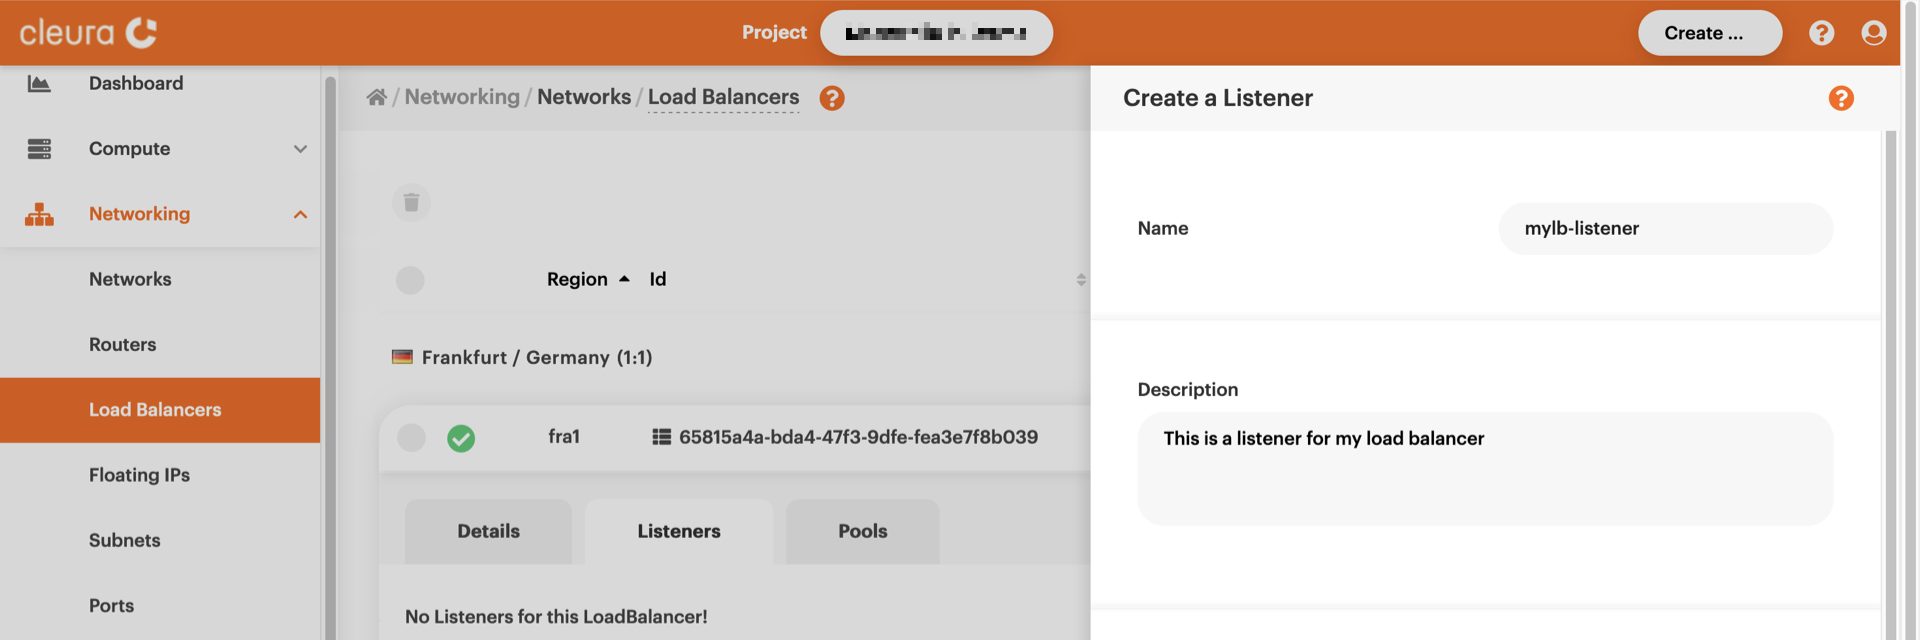 cleura
Project
Create ...
Dashboard
Compute
Networking
Networks
Routers
Load Balancers
Floating IPs
Subnets
Ports
/ Networking / Networks / Load Balancers ?
Region Id
Frankfurt / Germany (1:1)
fra1 65815a4a-bda4-47f3-9dfe-fea3e7f8b039
Details Listeners Pools
No Listeners for this LoadBalancer!
Create a Listener
Name mylb-listener
Description
This is a listener for my load balancer